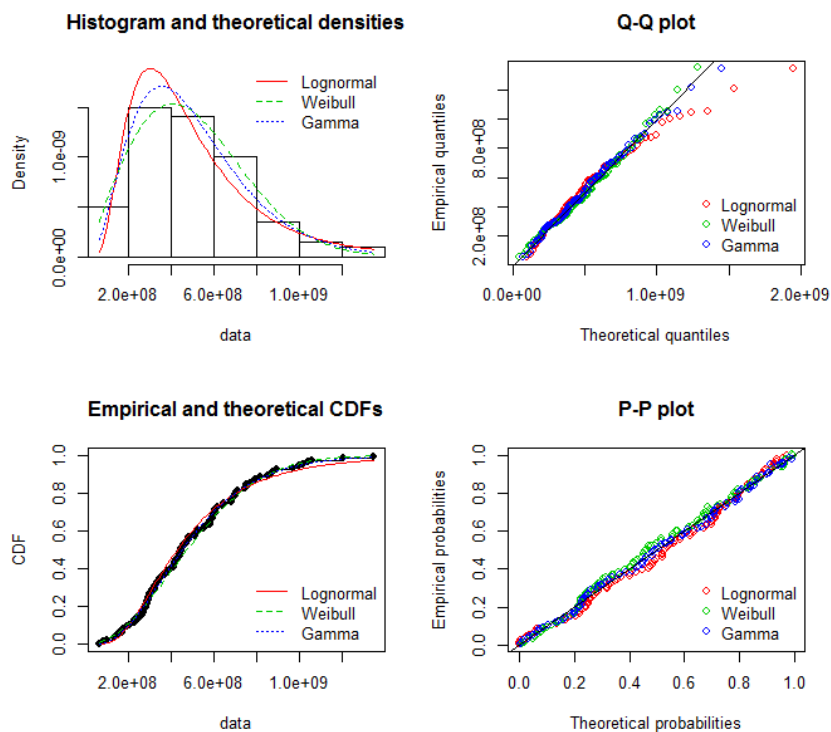 Histogram and theoretical densities
Density
0.0e+00
1.0e-09
2.0e+08
6.0e+08
1.0e+09
data
Lognormal
Weibull
Gamma
Q-Q plot
Empirical quantiles
2.0e+08
8.0e+08
0.0e+00
1.0e+09
2.0e+09
Theoretical quantiles
Lognormal
Weibull
Gamma
Empirical and theoretical CDFs
CDF
0.0
0.2
0.4
0.6
0.8
1.0
2.0e+08
6.0e+08
1.0e+09
data
Lognormal
Weibull
Gamma
P-P plot
Empirical probabilities
0.0
0.2
0.4
0.6
0.8
1.0
0.0
0.2
0.4
0.6
0.8
1.0
Theoretical probabilities
Lognormal
Weibull
Gamma